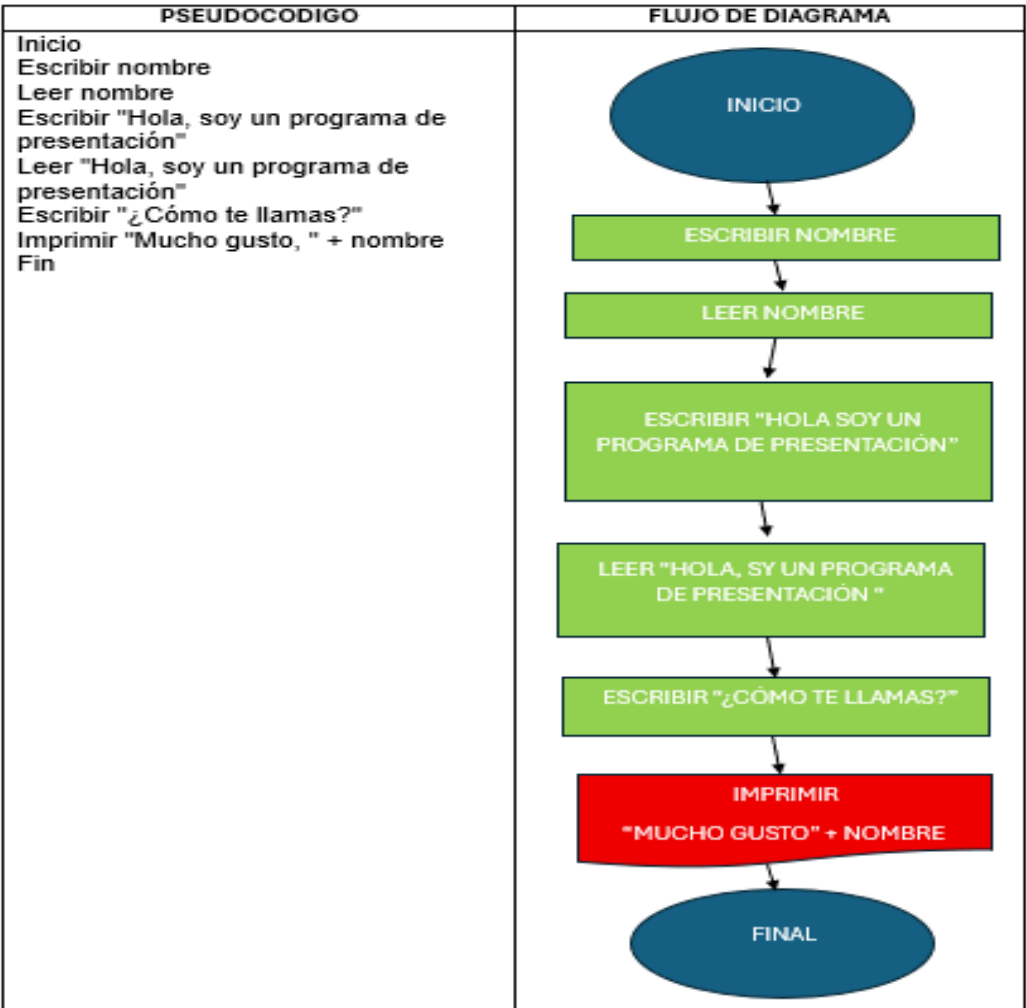 PSEUDOCODIGO
Inicio
Escribir nombre
Leer nombre
Escribir "Hola, soy un programa de
presentación"
Leer "Hola, soy un programa de
presentación"
Escribir "¿Cómo te llamas?"
Imprimir "Mucho gusto, " + nombre
Fin
FLUJO DE DIAGRAMA
INICIO
ESCRIBIR NOMBRE
LEER NOMBRE
ESCRIBIR "HOLA SOY UN
PROGRAMA DE PRESENTACIÓN"
LEER "HOLA, SY UN PROGRAMA
DE PRESENTACIÓN "
ESCRIBIR "¿CÓMO TE LLAMAS?"
IMPRIMIR
"MUCHO GUSTO" + NOMBRE
FINAL